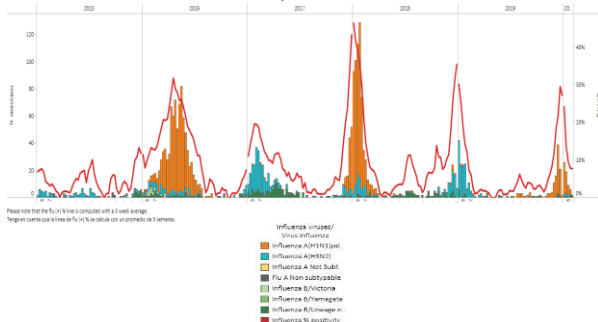 2015 2016 2017 2018 2019 20..
120
100
80
60
40
20
0
40%
30%
20%
10%
0%
Please note that the flu (+) % line is computed with a 3-week average.
Tenga en cuenta que la línea de flu (+) % se calcula con un promedio de 3 semanas.
Influenza viruses/
Virus influenza
Influenza A(H1N1)pd..
Influenza A(H3N2)
Influenza A Not Subt
Flu A Non subtypable
Influenza B/Victoria
Influenza B/Yamagata
Influenza B/Lineage n..
Influenza % positivity